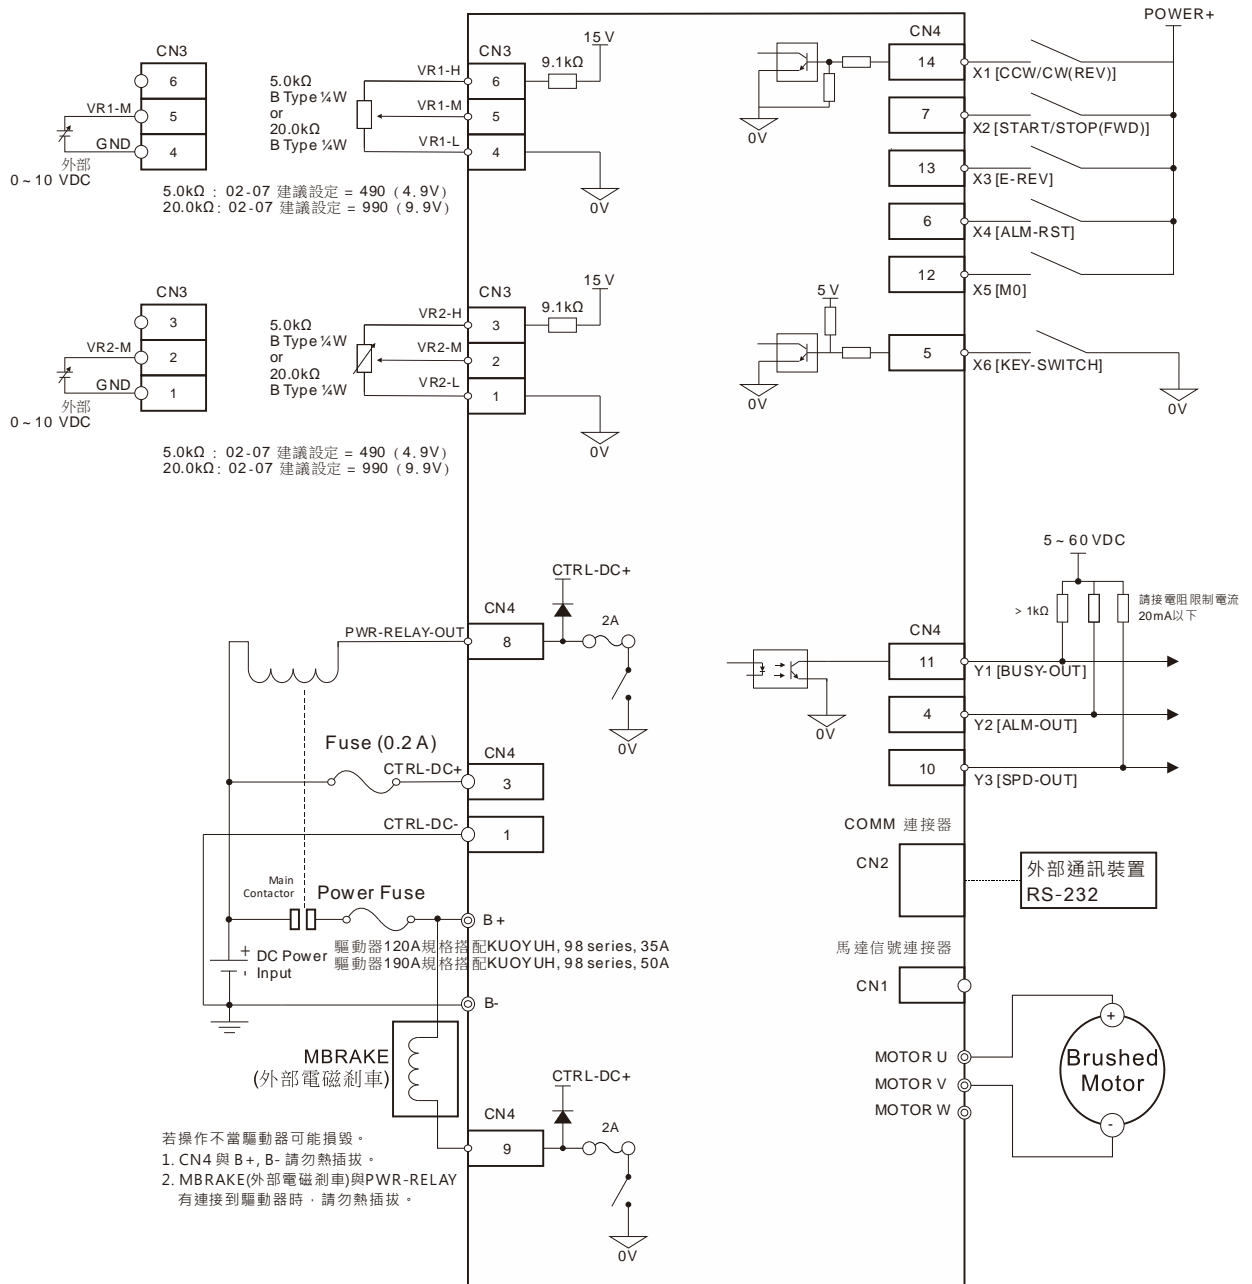 CN3
6
VR1-M
5
GND
4
外部
0~10 VDC
5.0kΩ
B Type ¼W
or
20.0kΩ
B Type ¼W
VR1-H
VR1-M
VR1-L
CN3
6
5
4
9.1kΩ
15V
0V
5.0kΩ : 02-07 建議設定 = 490 (4.9V)
20.0kΩ: 02-07 建議設定 = 990 (9.9V)
CN3
3
VR2-M
2
GND
1
外部
0~10 VDC
5.0kΩ
B Type ¼W
or
20.0kΩ
B Type ¼W
VR2-H
VR2-M
VR2-L
CN3
3
2
1
9.1kΩ
15V
0V
5.0kΩ : 02-07 建議設定 = 490 (4.9V)
20.0kΩ: 02-07 建議設定 = 990 (9.9V)
POWER+
CN4
14
X1 [CCW/CW(REV)]
0V
7
X2 [START/STOP(FWD)]
13
X3 [E-REV]
6
X4 [ALM-RST]
12
X5 [M0]
5V
5
X6 [KEY-SWITCH]
0V
0V
PWR-RELAY-OUT
CN4
8
CTRL-DC+
2A
0V
Fuse (0.2A)
CTRL-DC+
CN4
3
CTRL-DC-
1
Main
Contactor
Power Fuse
B+
驅動器120A規格搭配KUOYUH, 98 series, 35A
驅動器190A規格搭配KUOYUH, 98 series, 50A
+
DC Power
-
Input
B-
MBRAKE
(外部電磁剎車)
CN4
9
CTRL-DC+
2A
0V
若操作不當驅動器可能損毀。
1. CN4 與 B+, B- 請勿熱插拔。
2. MBRAKE(外部電磁剎車)與PWR-RELAY
有連接到驅動器時,請勿熱插拔。
5~60 VDC
> 1kΩ
請接電阻限制電流
20mA以下
CN4
11
Y1 [BUSY-OUT]
0V
4
Y2 [ALM-OUT]
10
Y3 [SPD-OUT]
COMM 連接器
CN2
外部通訊裝置
RS-232
馬達信號連接器
CN1
MOTOR U
MOTOR V
MOTOR W
+
Brushed
Motor
-